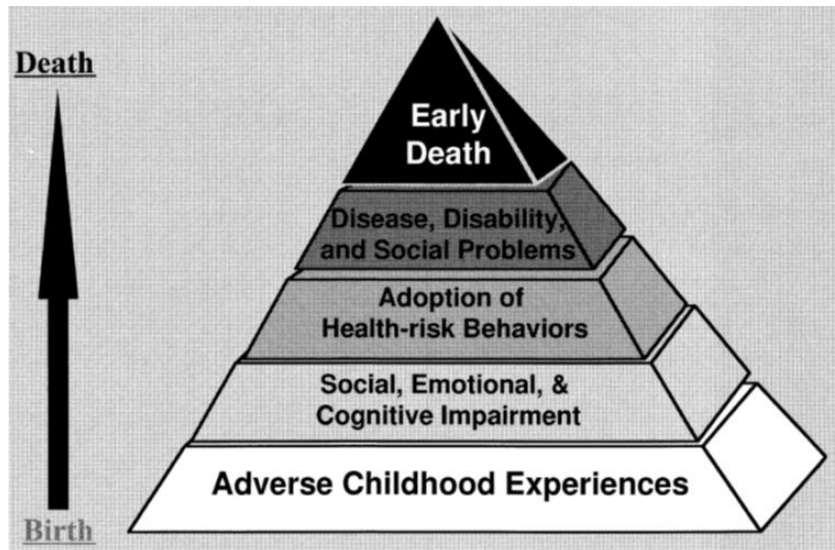 Death
Early
Death
Disease, Disability,
and Social Problems
Adoption of
Health-risk Behaviors
Social, Emotional, &
Cognitive Impairment
Adverse Childhood Experiences
Birth